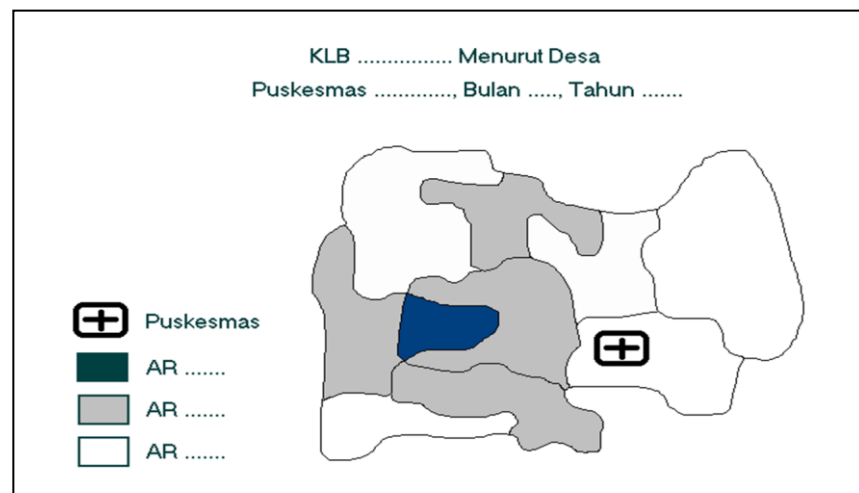 KLB ................ Menurut Desa
Puskesmas ............., Bulan ....., Tahun .......
Puskesmas
AR .......
AR .......
AR .......